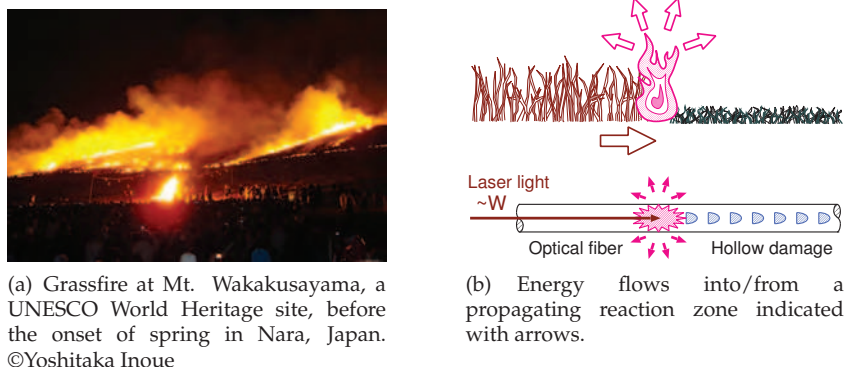 (a) Grassfire at Mt. Wakakusayama, a
UNESCO World Heritage site, before
the onset of spring in Nara, Japan.
©Yoshitaka Inoue
Laser light
~W
Optical fiber
Hollow damage
(b) Energy flows into/from a
propagating reaction zone indicated
with arrows.